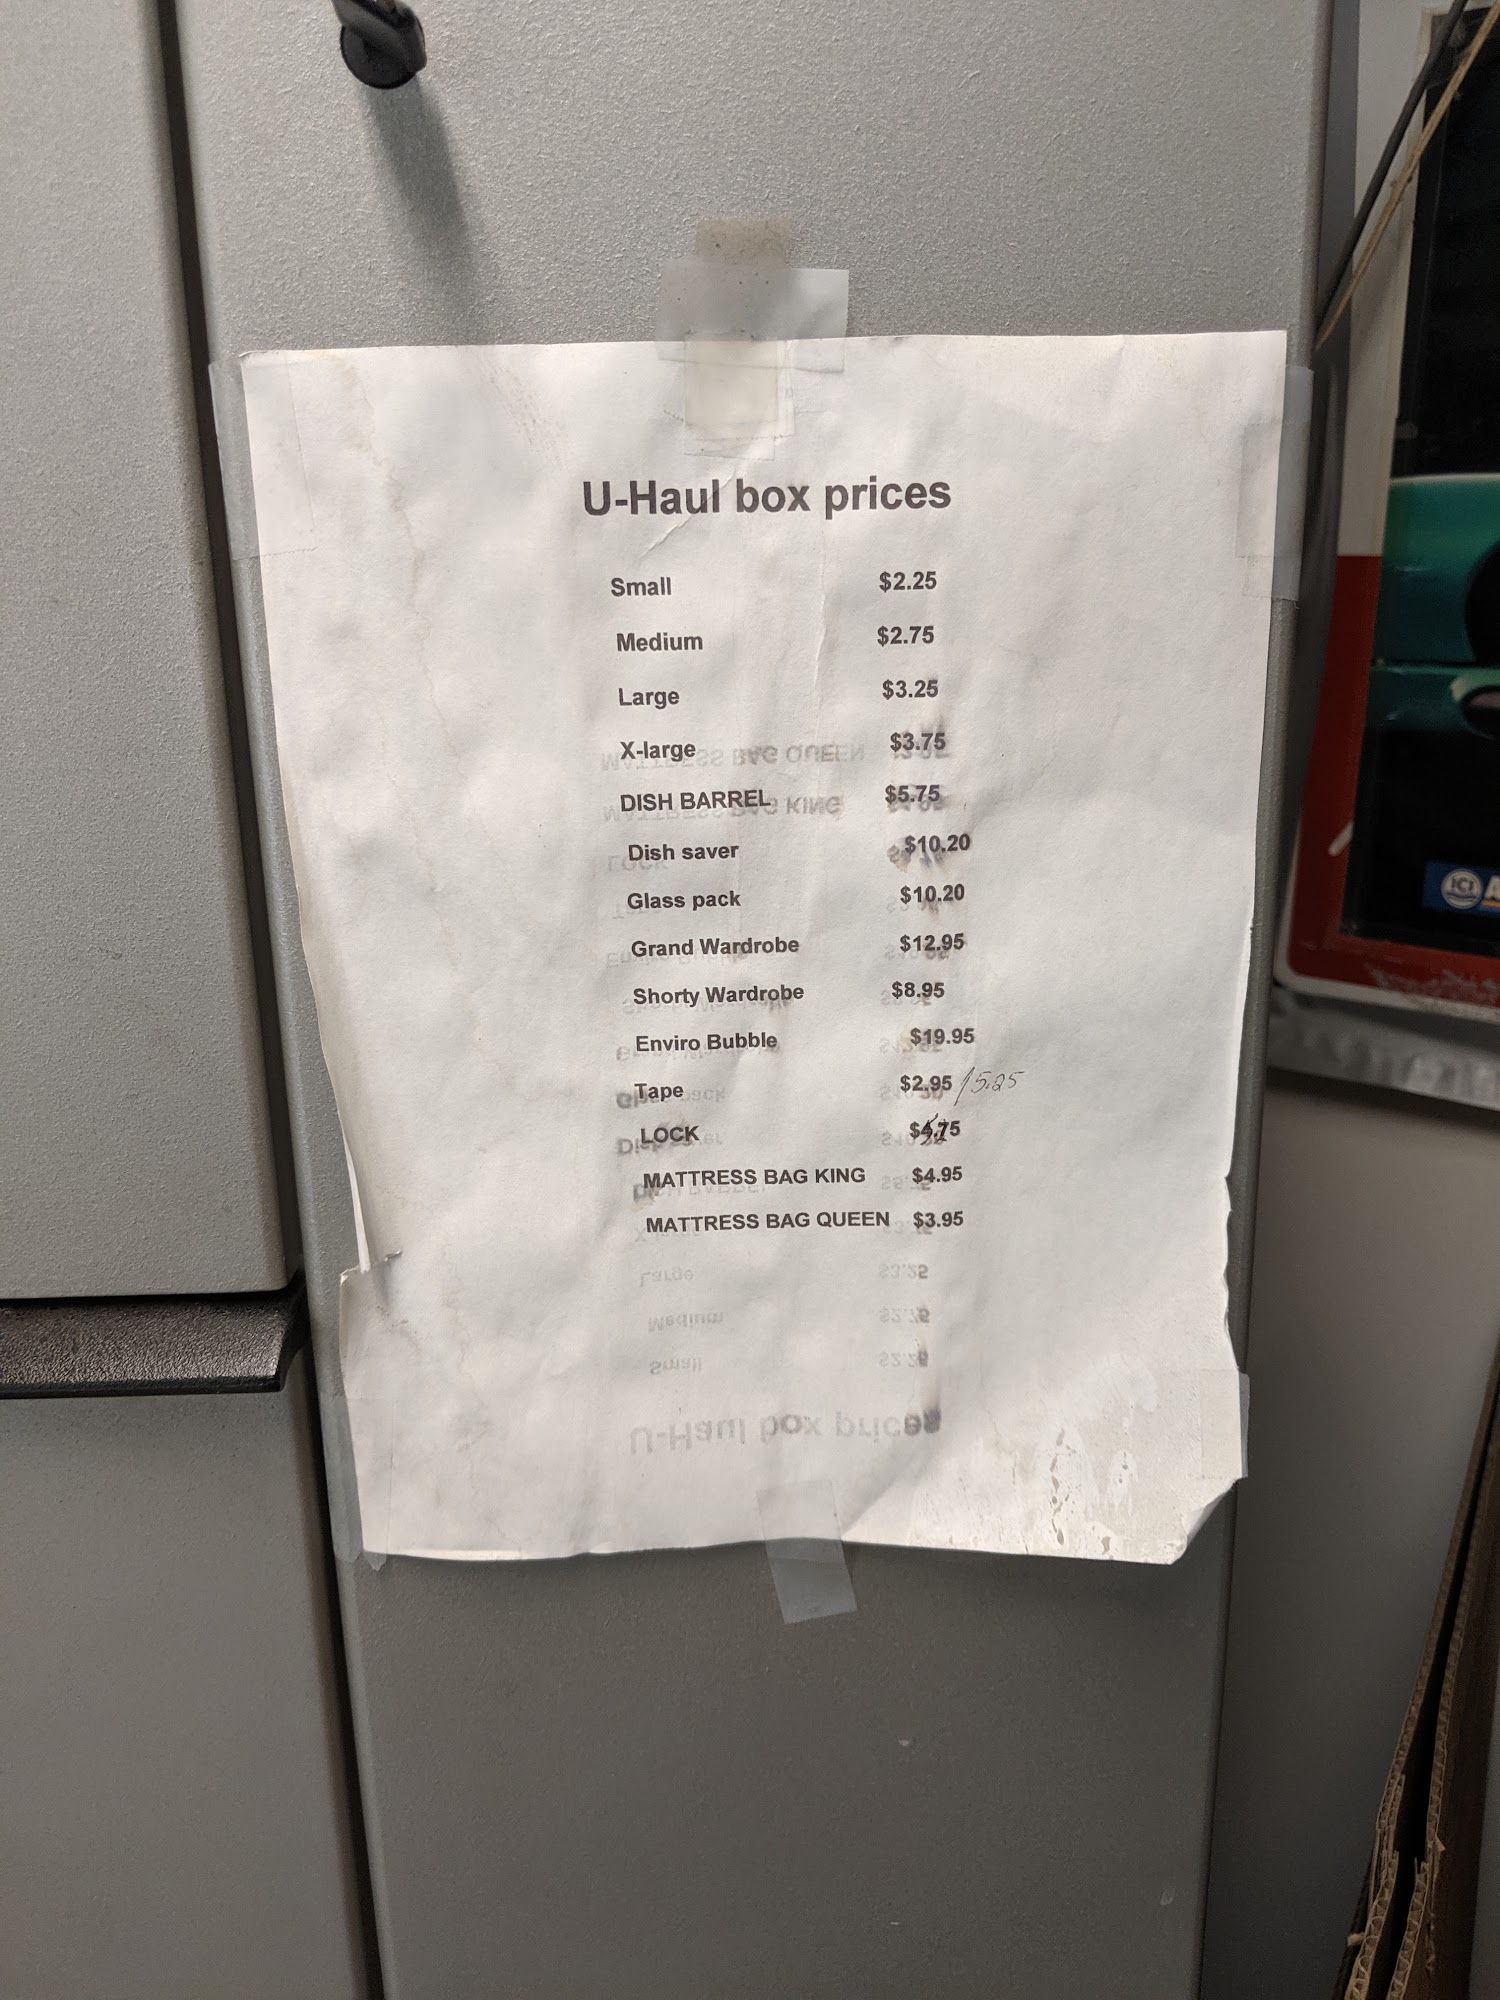 U-Haul box prices
Small $2.25
Medium $2.75
Large $3.25
X-large $3.75
DISH BARREL $5.75
Dish saver $10.20
Glass pack $10.20
Grand Wardrobe $12.95
Shorty Wardrobe $8.95
Enviro Bubble $19.95
Tape $2.95 /5.25
LOCK
MATTRESS BAG KING $4.95
MATTRESS BAG QUEEN $3.95
ICI